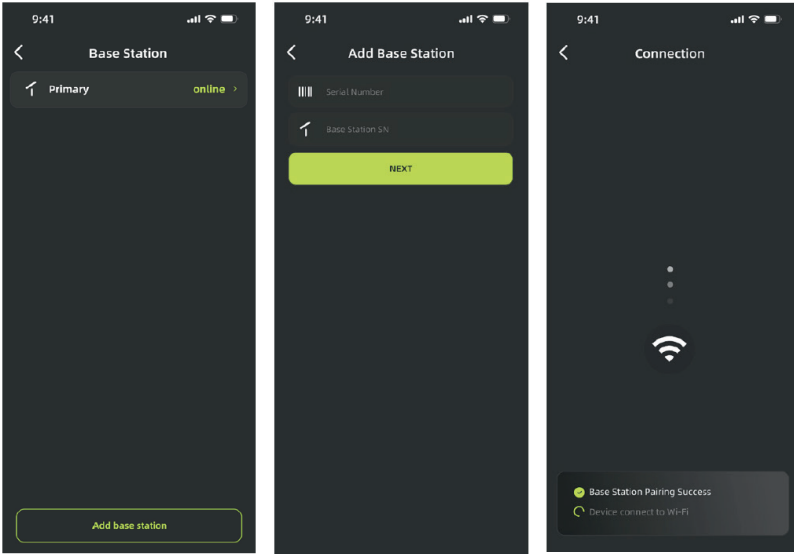 9:41
Base Station
Primary
online
Add base station
9:41
Add Base Station
Serial Number
Base Station SN
NEXT
9:41
Connection
Base Station Pairing Success
Device connect to Wi-Fi